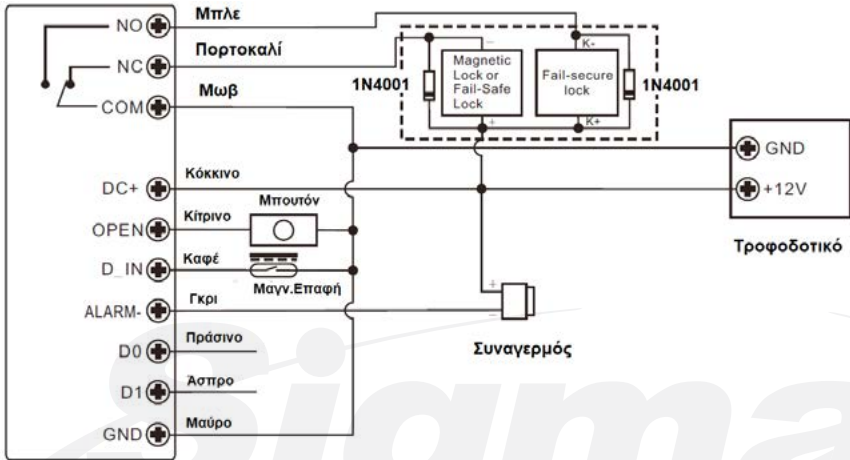 NO Μπλε
NC Πορτοκαλί
COM Μωβ
DC+ Κόκκινο
OPEN Κίτρινο
D_IN Καφέ
ALARM- Γκρι
D0 Πράσινο
D1 Άσπρο
GND Μαύρο
Μπουτόν
Μαγν.Επαφή
1N4001
−
Magnetic
Lock or
Fail-Safe
Lock
+
K-
Fail-secure
lock
K+
1N4001
GND
+12V
Τροφοδοτικό
+
−
Συναγερμός
Sigma